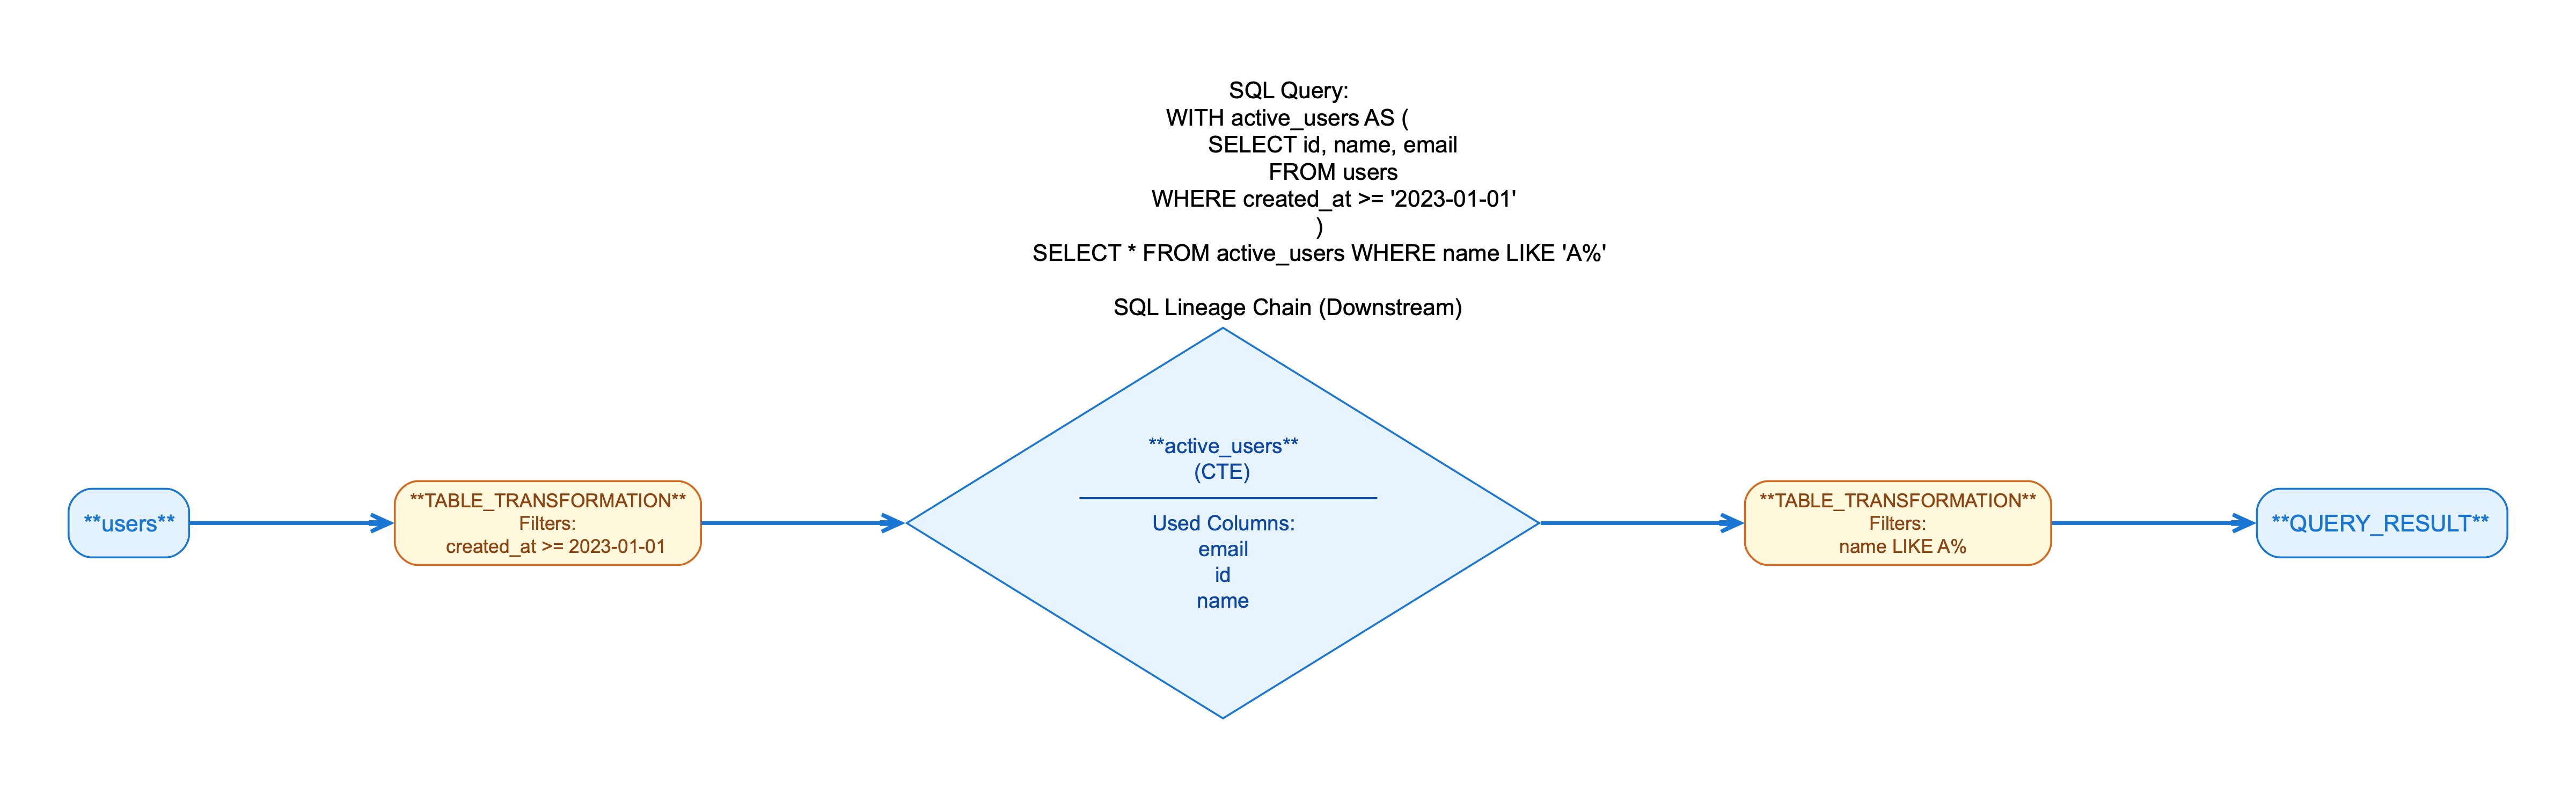 SQL Query:
WITH active_users AS (
SELECT id, name, email
FROM users
WHERE created_at >= '2023-01-01'
)
SELECT * FROM active_users WHERE name LIKE 'A%'
SQL Lineage Chain (Downstream)
**users**
**TABLE_TRANSFORMATION**
Filters:
created_at >= 2023-01-01
**active_users**
(CTE)
Used Columns:
email
id
name
**TABLE_TRANSFORMATION**
Filters:
name LIKE A%
**QUERY_RESULT**